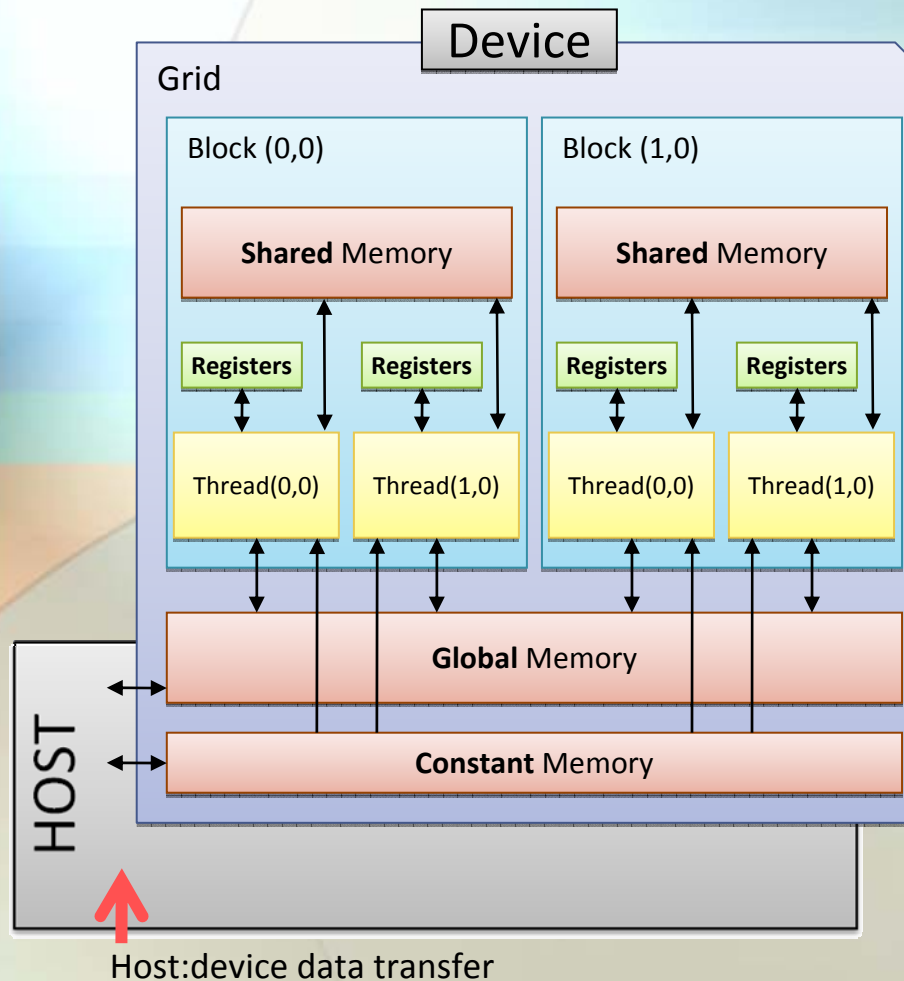 Device
Grid
Block (0,0)
Block (1,0)
Shared Memory
Shared Memory
Registers
Registers
Registers
Registers
Thread(0,0)
Thread(1,0)
Thread(0,0)
Thread(1,0)
Global Memory
Constant Memory
HOST
Host:device data transfer